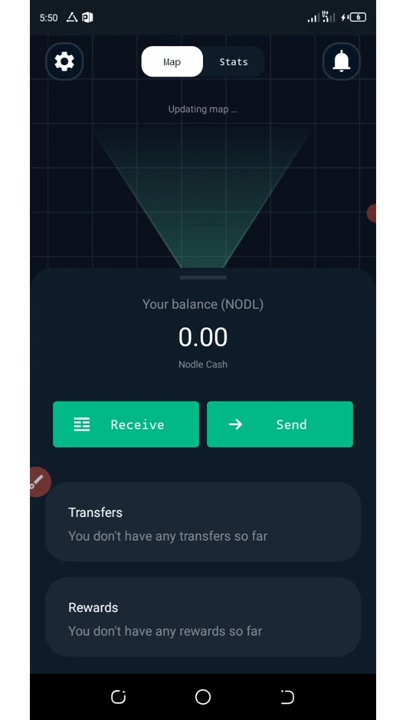 5:50
6
Map
Stats
Updating map ...
Your balance (NODL)
0.00
Nodle Cash
Receive
Send
Transfers
You don't have any transfers so far
Rewards
You don't have any rewards so far